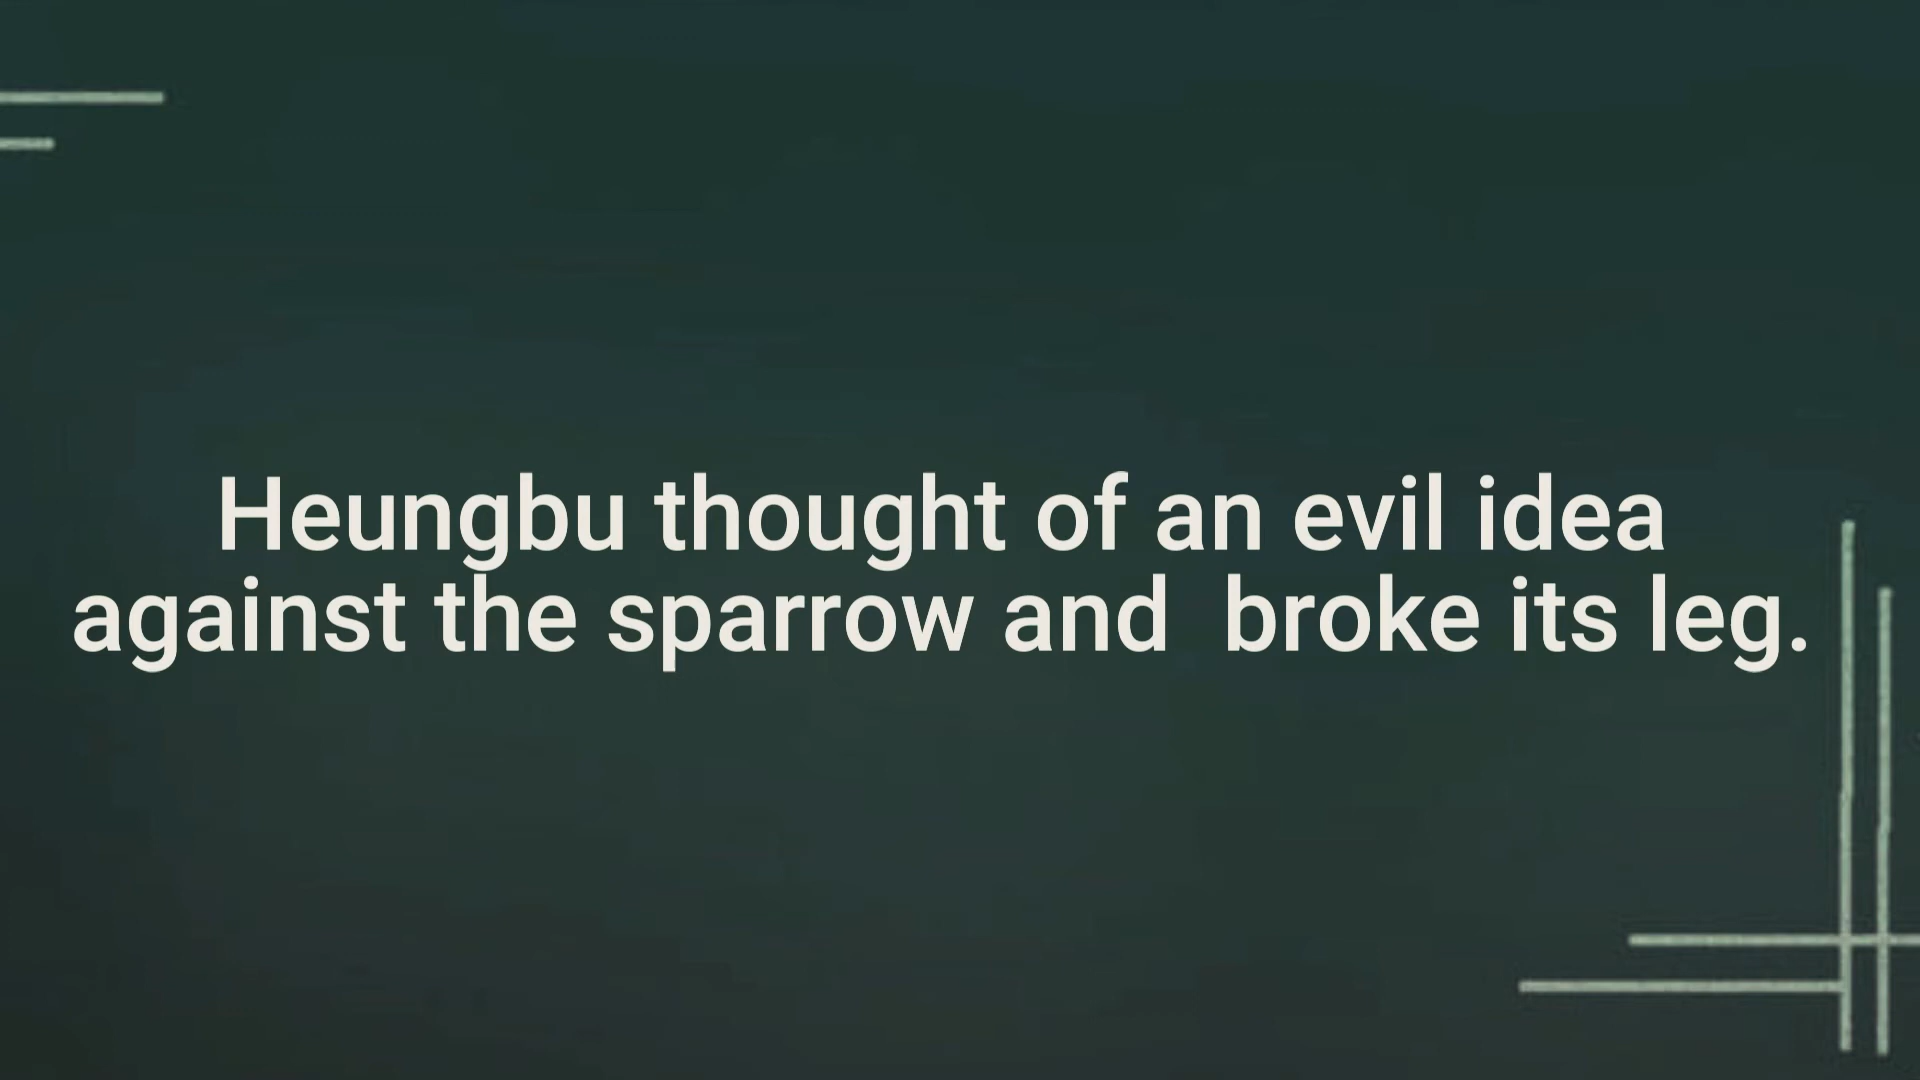 Heungbu thought of an evil idea
against the sparrow and  broke its leg.